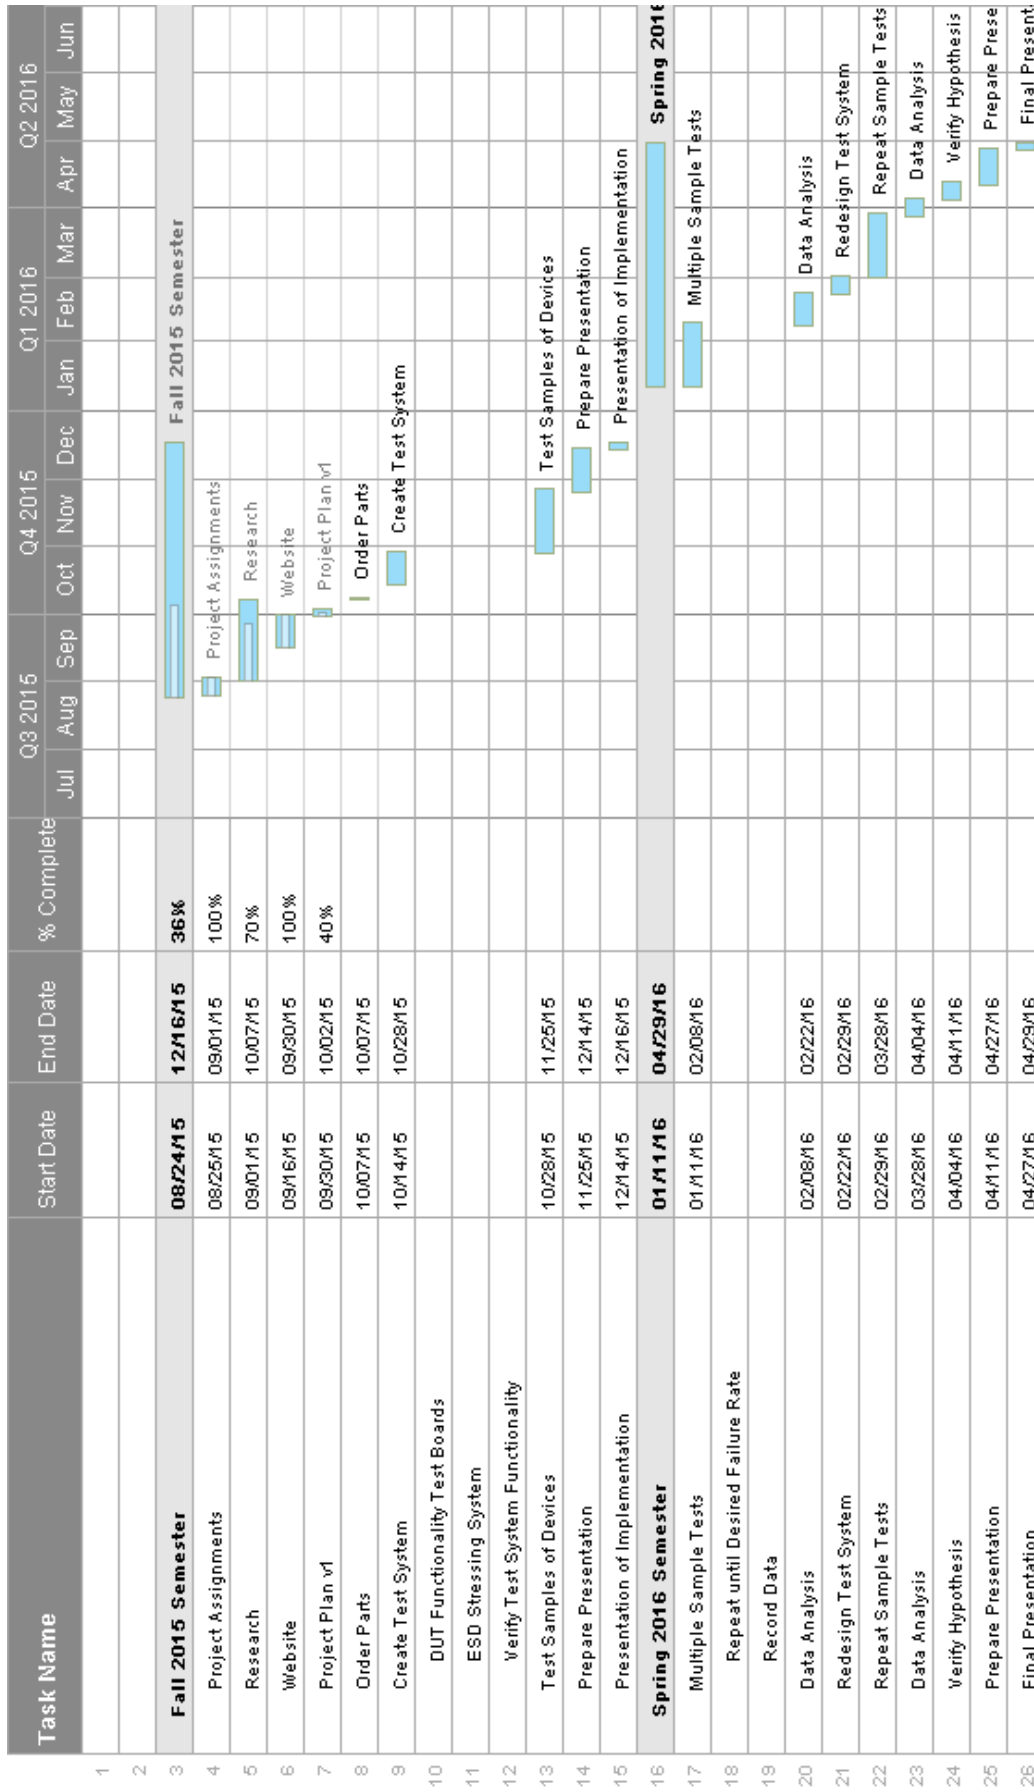 Task Name Start Date End Date % Complete Q3 2015 Q4 2015 Q1 2016 Q2 2016
Jul Aug Sep Oct Nov Dec Jan Feb Mar Apr May Jun
1
2
3 Fall 2015 Semester 08/24/15 12/16/15 36% Fall 2015 Semester
4 Project Assignments 08/25/15 09/01/15 100% Project Assignments
5 Research 09/01/15 10/07/15 70% Research
6 Website 09/16/15 09/30/15 100% Website
7 Project Plan v1 09/30/15 10/02/15 40% Project Plan v1
8 Order Parts 10/07/15 10/07/15 Order Parts
9 Create Test System 10/14/15 10/28/15 Create Test System
10 DUT Functionality Test Boards
11 ESD Stressing System
12 Verify Test System Functionality
13 Test Samples of Devices 10/28/15 11/25/15 Test Samples of Devices
14 Prepare Presentation 11/25/15 12/14/15 Prepare Presentation
15 Presentation of Implementation 12/14/15 12/16/15 Presentation of Implementation
16 Spring 2016 Semester 01/11/16 04/29/16 Spring 2016
17 Multiple Sample Tests 01/11/16 02/08/16 Multiple Sample Tests
18 Repeat until Desired Failure Rate
19 Record Data
20 Data Analysis 02/08/16 02/22/16 Data Analysis
21 Redesign Test System 02/22/16 02/29/16 Redesign Test System
22 Repeat Sample Tests 02/29/16 03/28/16 Repeat Sample Tests
23 Data Analysis 03/28/16 04/04/16 Data Analysis
24 Verify Hypothesis 04/04/16 04/11/16 Verify Hypothesis
25 Prepare Presentation 04/11/16 04/27/16 Prepare Prese
26 Final Presentation 04/27/16 04/29/16 Final Present